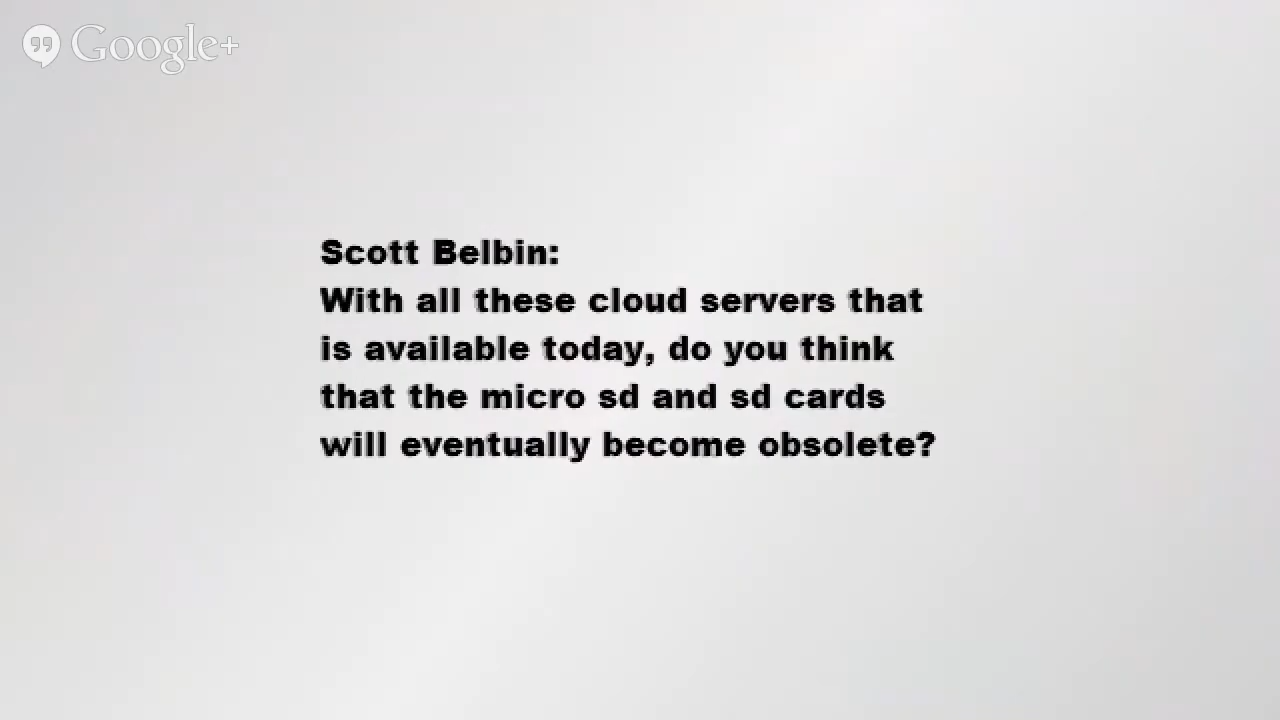 Google+
Scott Belbin:
With all these cloud servers that
is available today, do you think
that the micro sd and sd cards
will eventually become obsolete?